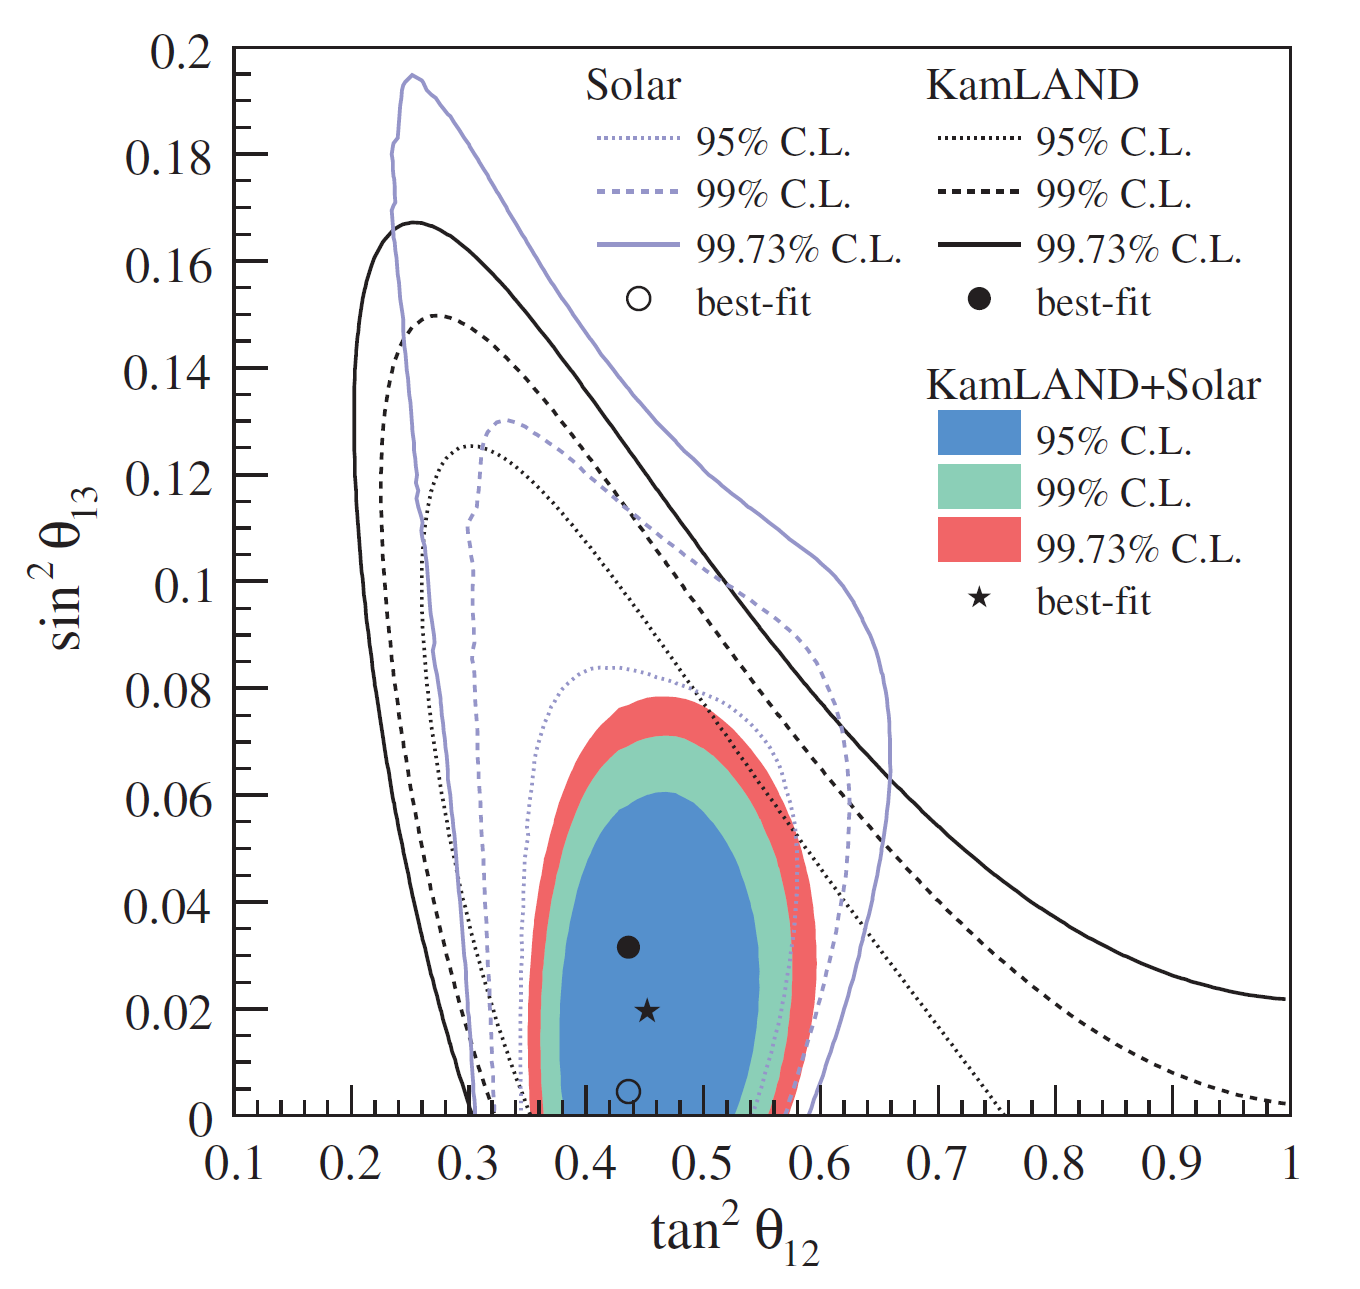 Solar
95% C.L.
99% C.L.
99.73% C.L.
best-fit
KamLAND
95% C.L.
99% C.L.
99.73% C.L.
best-fit
KamLAND+Solar
95% C.L.
99% C.L.
99.73% C.L.
best-fit
0.2
0.18
0.16
0.14
0.12
0.1
0.08
0.06
0.04
0.02
0
sin² θ₁₃
0.1 0.2 0.3 0.4 0.5 0.6 0.7 0.8 0.9 1
tan² θ₁₂